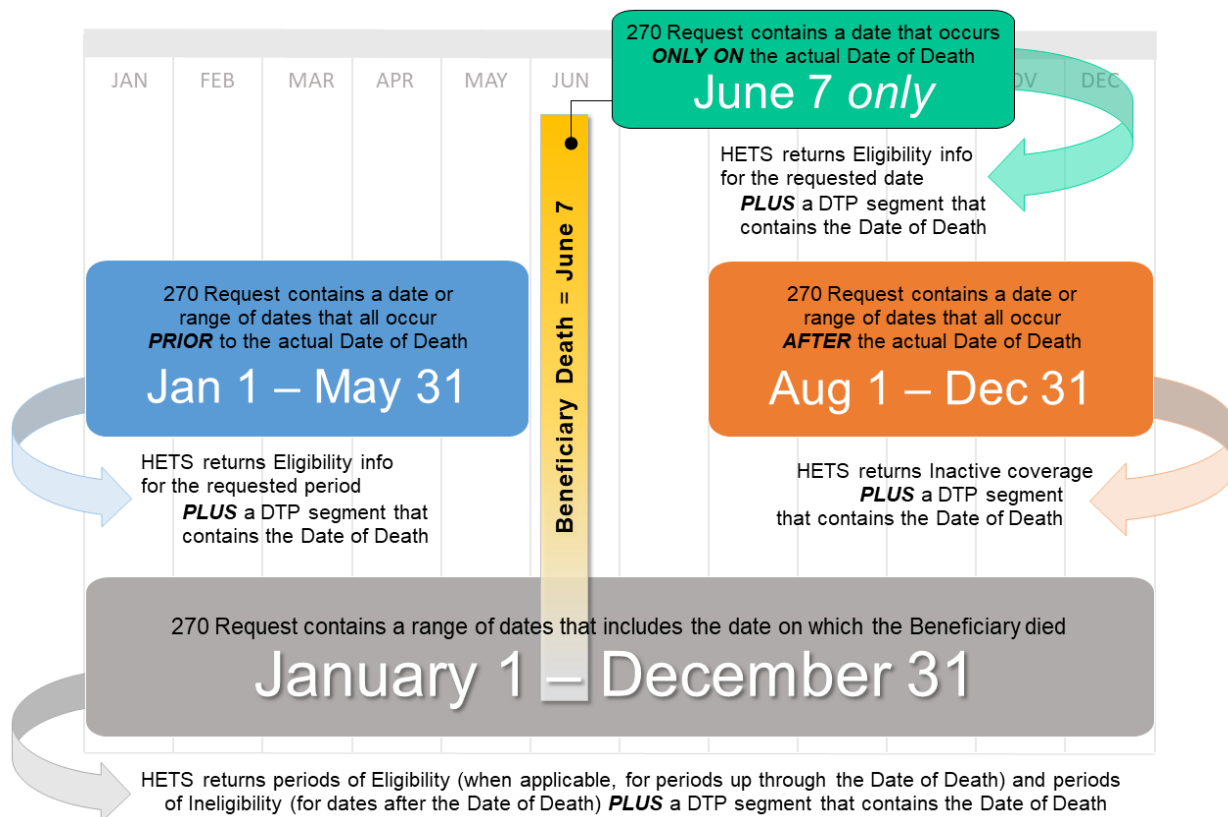 270 Request contains a date that occurs
ONLY ON the actual Date of Death
June 7 only
JAN
FEB
MAR
APR
MAY
JUN
DEC
HETS returns Eligibility info
for the requested date
PLUS a DTP segment that
contains the Date of Death
Beneficiary Death = June 7
270 Request contains a date or
range of dates that all occur
PRIOR to the actual Date of Death
Jan 1 – May 31
270 Request contains a date or
range of dates that all occur
AFTER the actual Date of Death
Aug 1 – Dec 31
HETS returns Eligibility info
for the requested period
PLUS a DTP segment that
contains the Date of Death
HETS returns Inactive coverage
PLUS a DTP segment
that contains the Date of Death
270 Request contains a range of dates that includes the date on which the Beneficiary died
January 1 – December 31
HETS returns periods of Eligibility (when applicable, for periods up through the Date of Death) and periods
of Ineligibility (for dates after the Date of Death) PLUS a DTP segment that contains the Date of Death